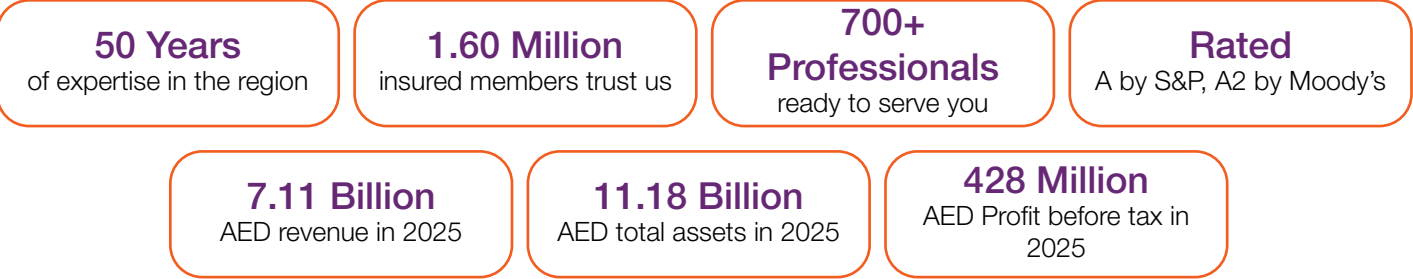 50 Years
of expertise in the region
1.60 Million
insured members trust us
700+
Professionals
ready to serve you
Rated
A by S&P, A2 by Moody's
7.11 Billion
AED revenue in 2025
11.18 Billion
AED total assets in 2025
428 Million
AED Profit before tax in
2025